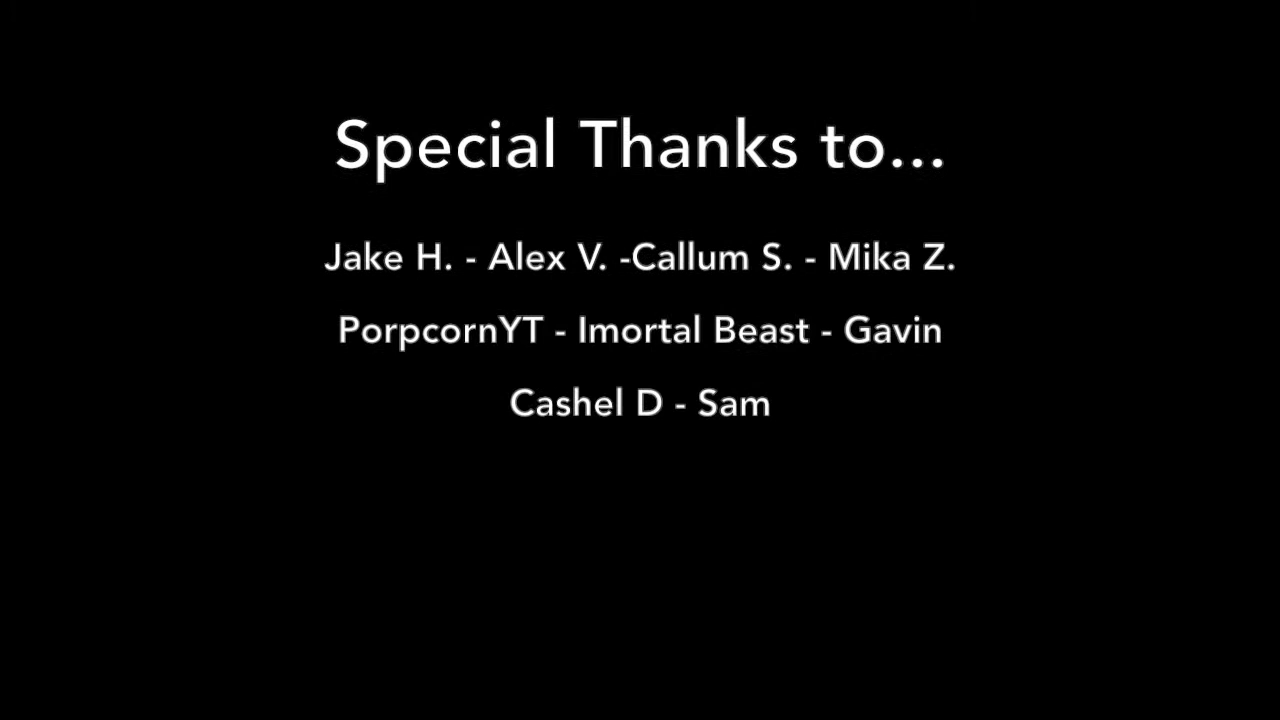 Special Thanks to...
Jake H. - Alex V. -Callum S. - Mika Z.
PorpcornYT - Imortal Beast - Gavin
Cashel D - Sam